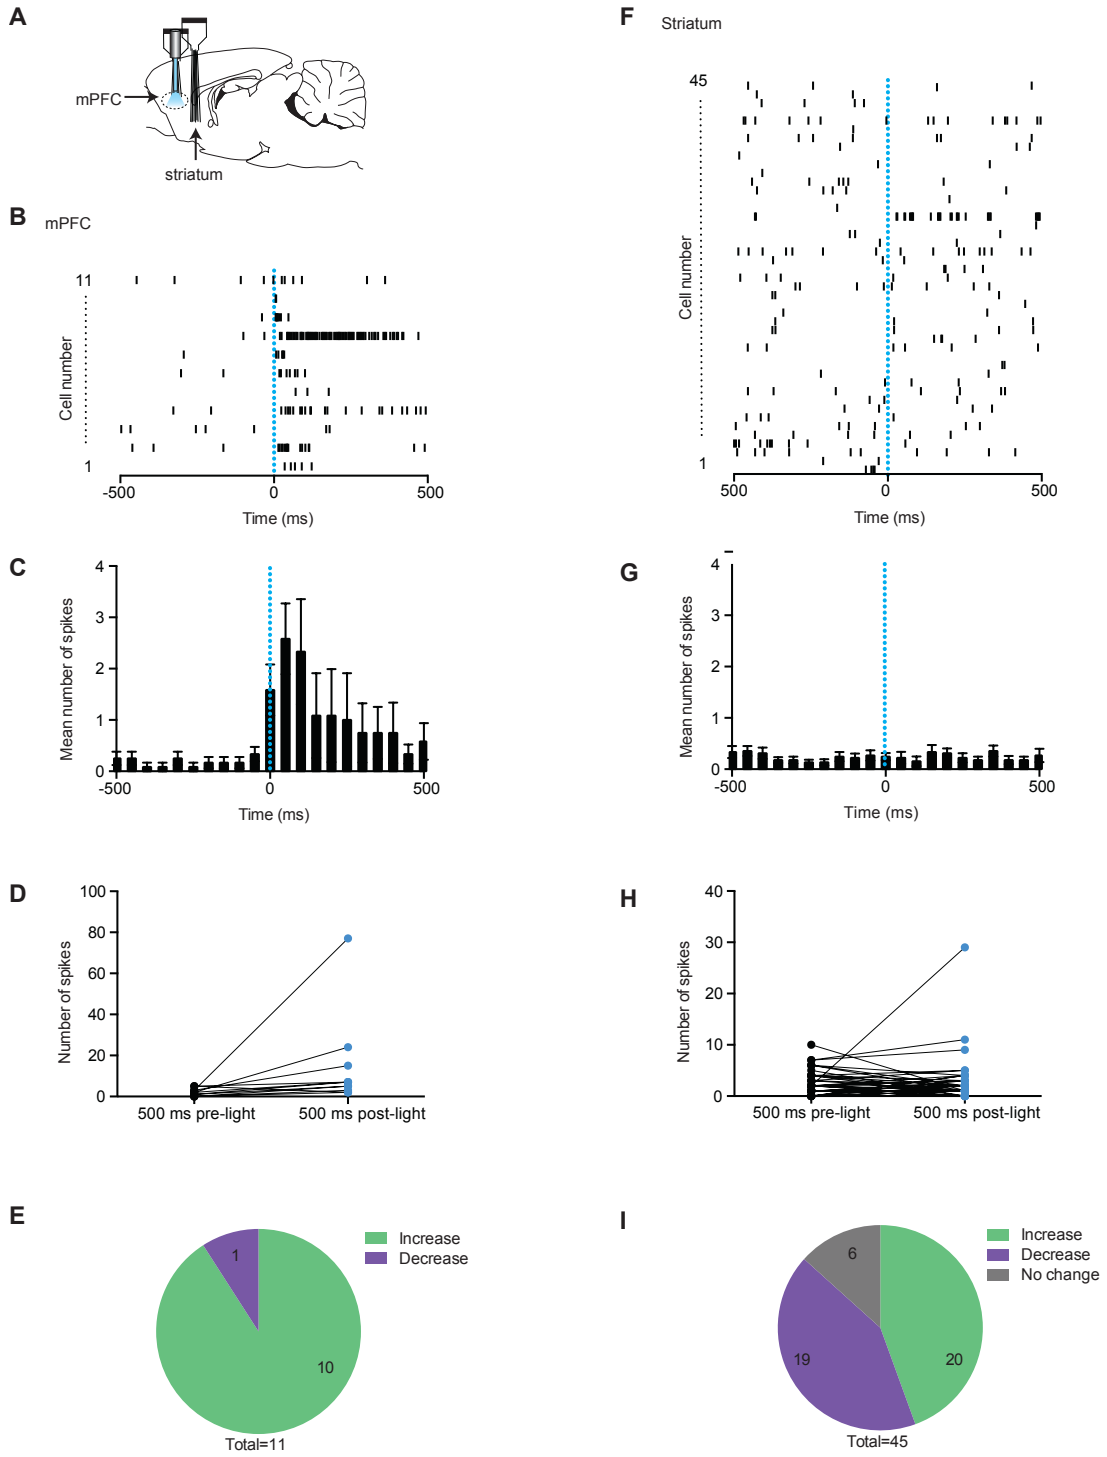 A
mPFC
striatum
B
mPFC
11
Cell number
1
-500
0
500
Time (ms)
C
4
3
2
1
0
Mean number of spikes
-500
0
500
Time (ms)
D
100
80
60
40
20
0
Number of spikes
500 ms pre-light
500 ms post-light
E
1
10
Increase
Decrease
Total=11
F
Striatum
45
Cell number
1
500
0
500
Time (ms)
G
4
3
2
1
0
Mean number of spikes
-500
0
500
Time (ms)
H
40
30
20
10
0
Number of spikes
500 ms pre-light
500 ms post-light
I
6
19
20
Increase
Decrease
No change
Total=45